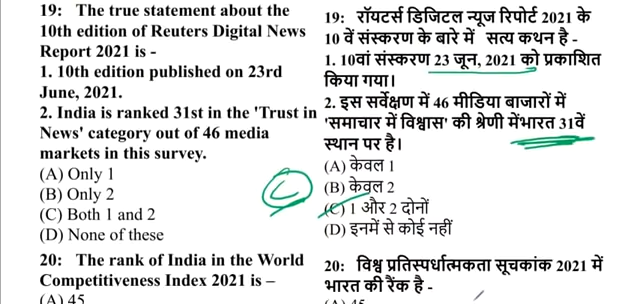 19: The true statement about the
10th edition of Reuters Digital News
Report 2021 is -
1. 10th edition published on 23rd
June, 2021.
2. India is ranked 31st in the 'Trust in
News' category out of 46 media
markets in this survey.
(A) Only 1
(B) Only 2
(C) Both 1 and 2
(D) None of these
20: The rank of India in the World
Competitiveness Index 2021 is –
(A) 45
19: रॉयटर्स डिजिटल न्यूज रिपोर्ट 2021 के
10 वें संस्करण के बारे में सत्य कथन है -
1. 10वां संस्करण 23 जून, 2021 को प्रकाशित
किया गया।
2. इस सर्वेक्षण में 46 मीडिया बाजारों में
'समाचार में विश्वास' की श्रेणी मेंभारत 31वें
स्थान पर है।
(A) केवल 1
(B) केवल 2
(C) 1 और 2 दोनों
(D) इनमें से कोई नहीं
C
20: विश्व प्रतिस्पर्धात्मकता सूचकांक 2021 में
भारत की रैंक है -
(A) 45